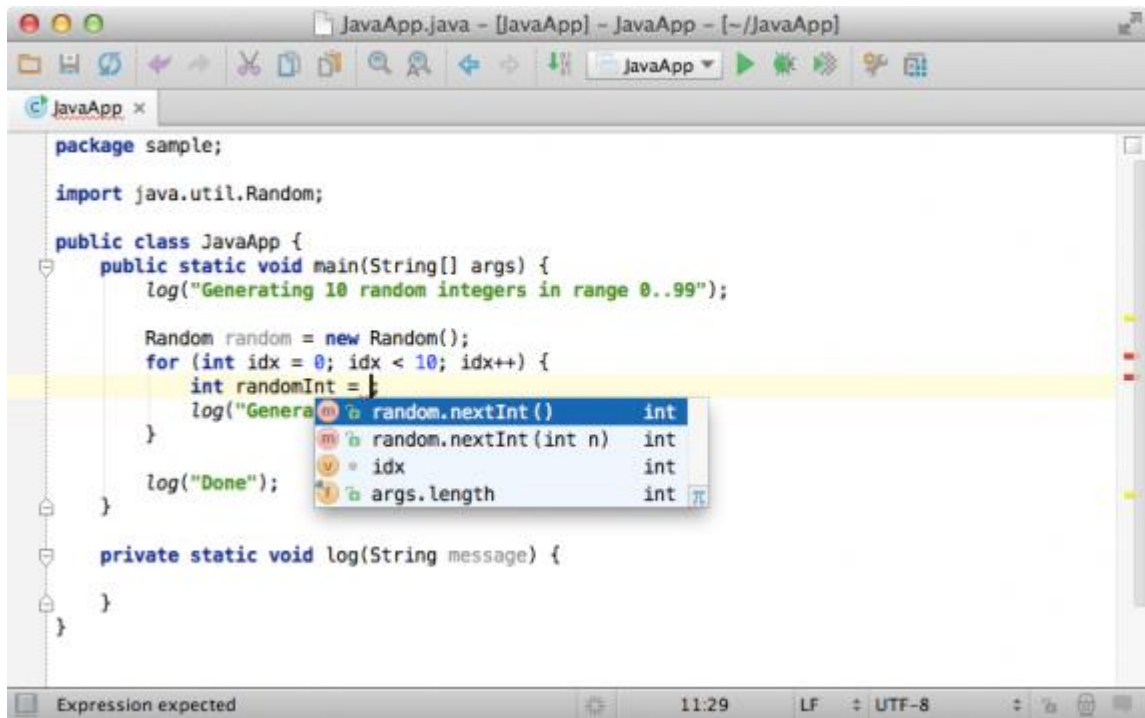 JavaApp.java – [JavaApp] – JavaApp – [~/JavaApp]
JavaApp
JavaApp ×
package sample;
import java.util.Random;
public class JavaApp {
public static void main(String[] args) {
log("Generating 10 random integers in range 0..99");
Random random = new Random();
for (int idx = 0; idx < 10; idx++) {
int randomInt = ;
log("Genera
random.nextInt() int
random.nextInt(int n) int
idx int
args.length int π
}
log("Done");
}
private static void log(String message) {
}
}
Expression expected 11:29 LF UTF-8